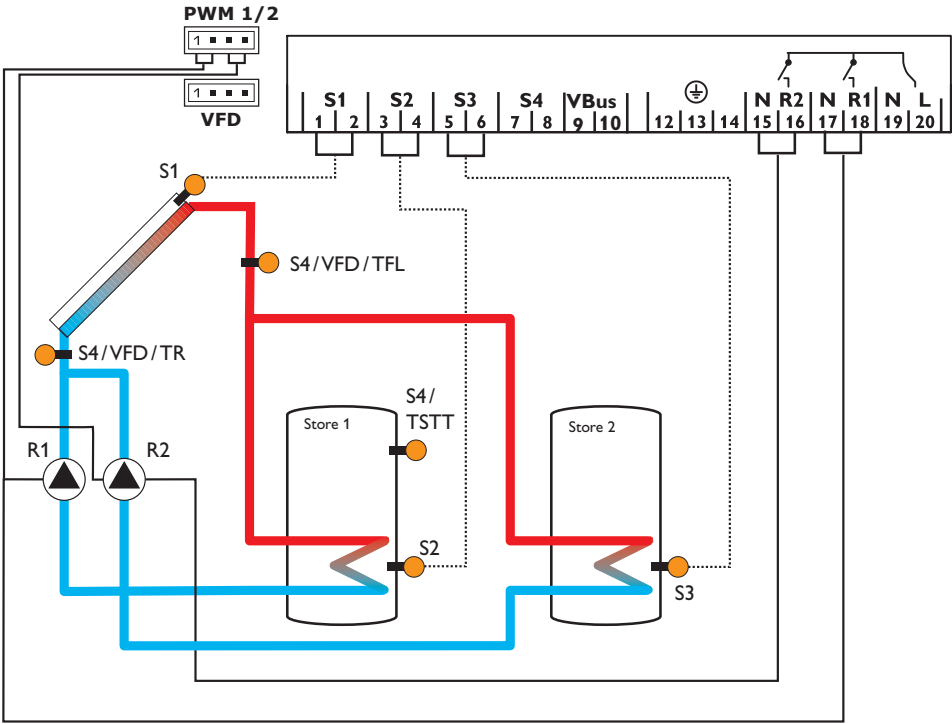 PWM 1/2
1
1
VFD
S1 S2 S3 S4 VBus N R2 N R1 N L
1 2 3 4 5 6 7 8 9 10 12 13 14 15 16 17 18 19 20
S1
S4/VFD/TFL
S4/VFD/TR
S4/
TSTT
Store 1
Store 2
R1
R2
S2
S3